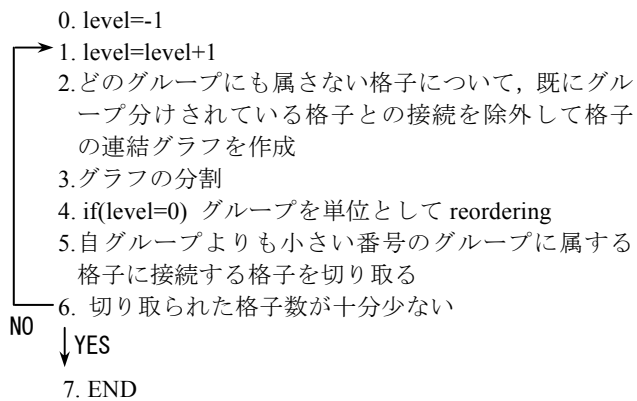 0. level=-1
1. level=level+1
2.どのグループにも属さない格子について, 既にグル
ープ分けされている格子との接続を除外して格子
の連結グラフを作成
3.グラフの分割
4. if(level=0) グループを単位として reordering
5.自グループよりも小さい番号のグループに属する
格子に接続する格子を切り取る
6. 切り取られた格子数が十分少ない
NO
YES
7. END